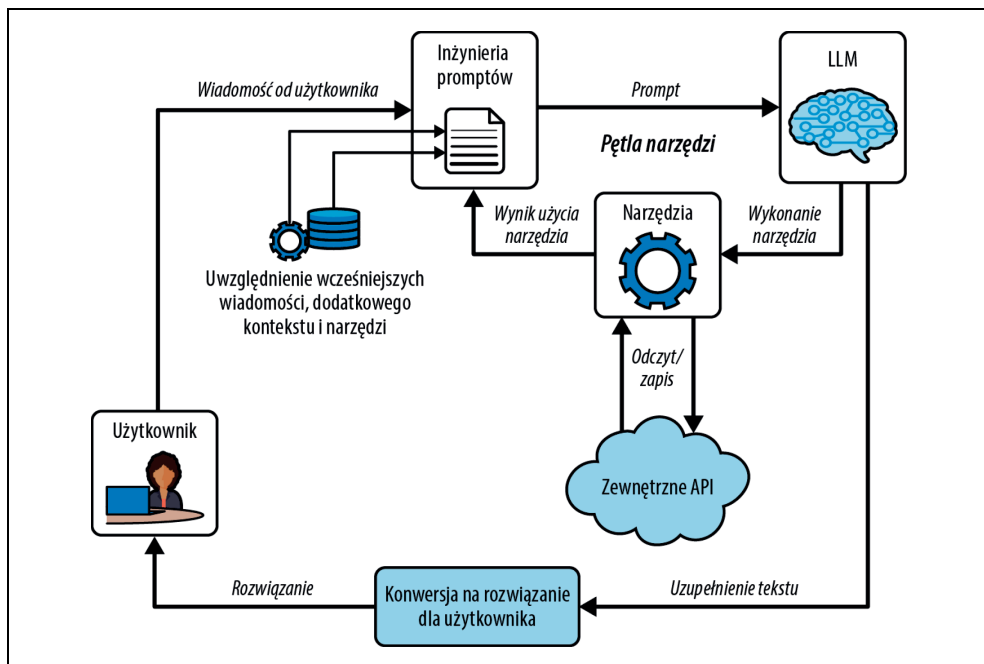 Inżynieria
promptów
LLM
Wiadomość od użytkownika
Prompt
Pętla narzędzi
Wynik użycia
narzędzia
Narzędzia
Wykonanie
narzędzia
Uwzględnienie wcześniejszych
wiadomości, dodatkowego
kontekstu i narzędzi
Odczyt/
zapis
Użytkownik
Zewnętrzne API
Rozwiązanie
Konwersja na rozwiązanie
dla użytkownika
Uzupełnienie tekstu